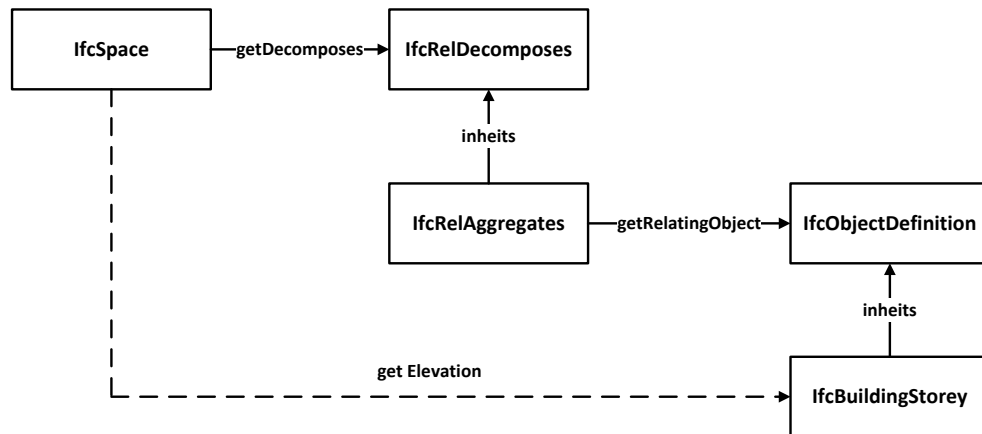 IfcSpace
getDecomposes
IfcRelDecomposes
inheits
IfcRelAggregates
getRelatingObject
IfcObjectDefinition
inheits
get Elevation
IfcBuildingStorey